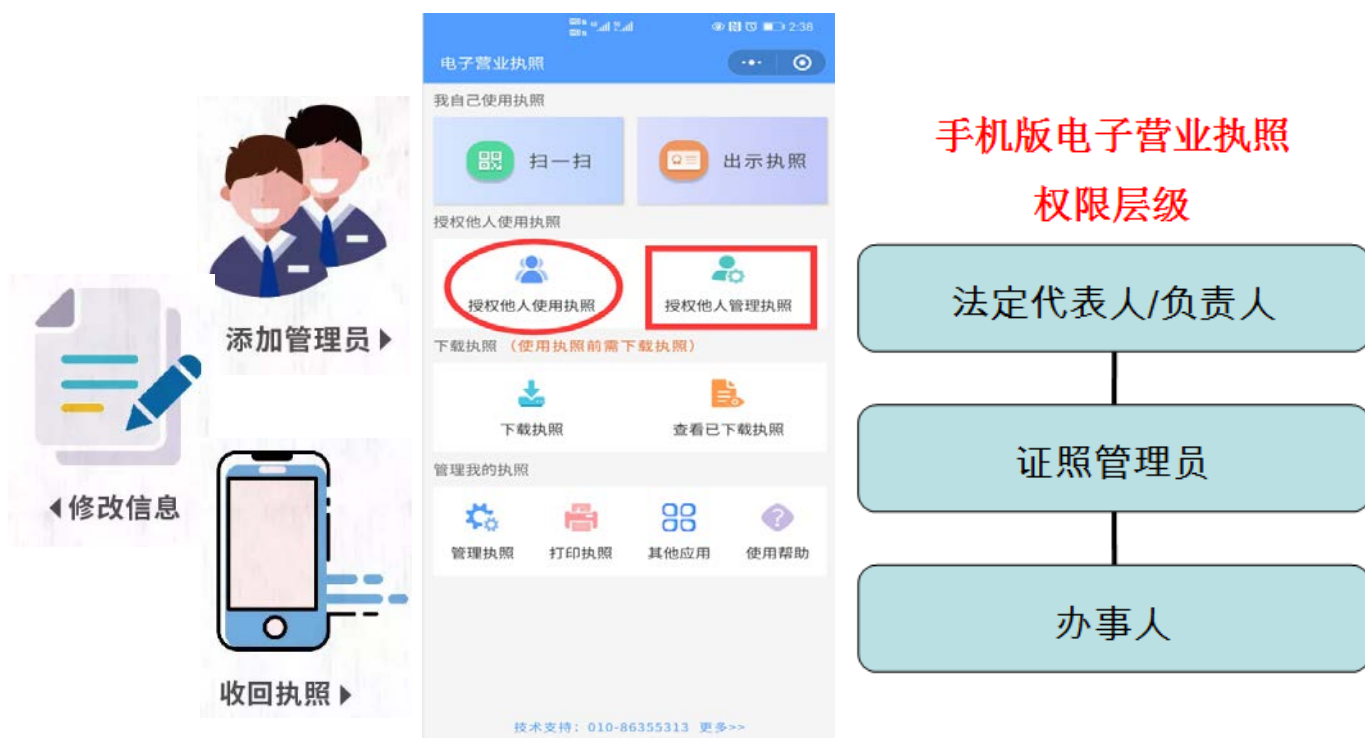 添加管理员
修改信息
收回执照
2:38
电子营业执照
我自己使用执照
扫一扫
出示执照
授权他人使用执照
授权他人使用执照
授权他人管理执照
下载执照（使用执照前需下载执照）
下载执照
查看已下载执照
管理我的执照
管理执照
打印执照
其他应用
使用帮助
技术支持：010-86355313 更多>>
手机版电子营业执照
权限层级
法定代表人/负责人
证照管理员
办事人